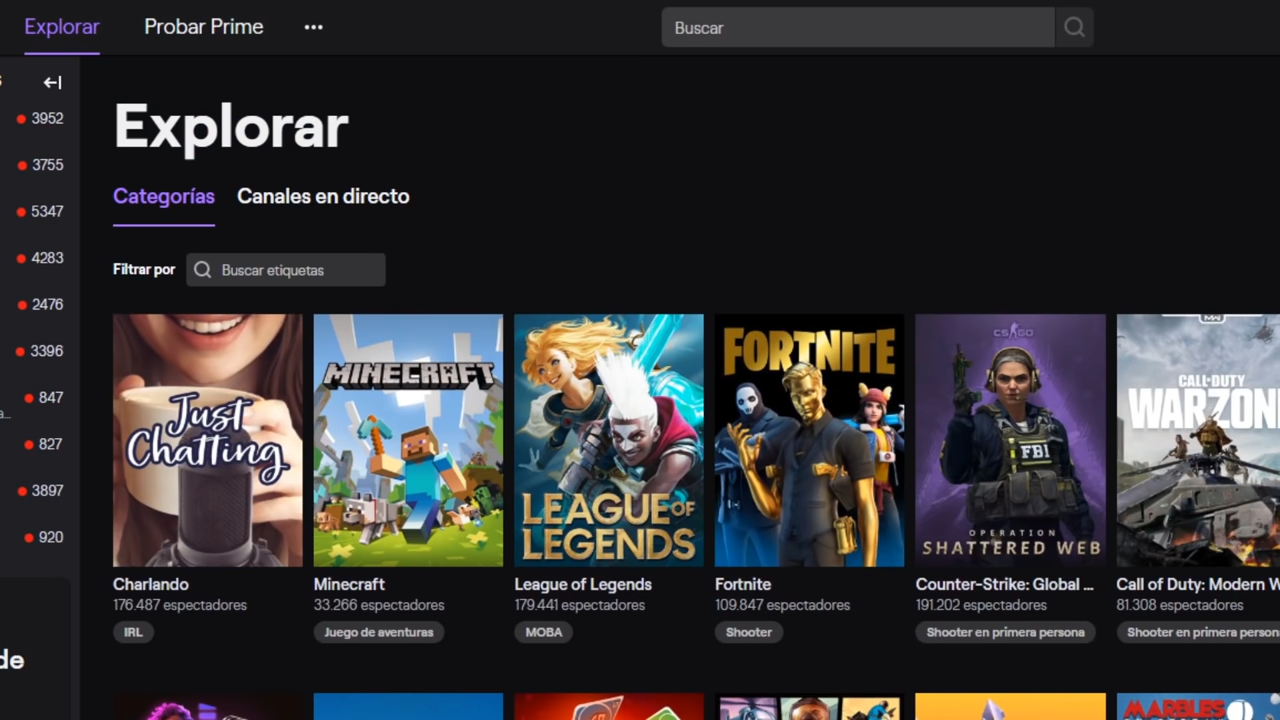 Explorar
Probar Prime
Buscar
3952
3755
5347
4283
2476
3396
847
827
3897
920
de
Explorar
Categorías
Canales en directo
Filtrar por
Buscar etiquetas
Just
Chatting
MINECRAFT
LEAGUE OF
LEGENDS
FORTNITE
CS GO
FBI
OPERATION
SHATTERED WEB
MW
CALL OF DUTY
WARZON
Charlando
176.487 espectadores
IRL
Minecraft
33.266 espectadores
Juego de aventuras
League of Legends
179.441 espectadores
MOBA
Fortnite
109.847 espectadores
Shooter
Counter-Strike: Global ...
191.202 espectadores
Shooter en primera persona
Call of Duty: Modern W
81.308 espectadores
Shooter en primera person
MARBLES